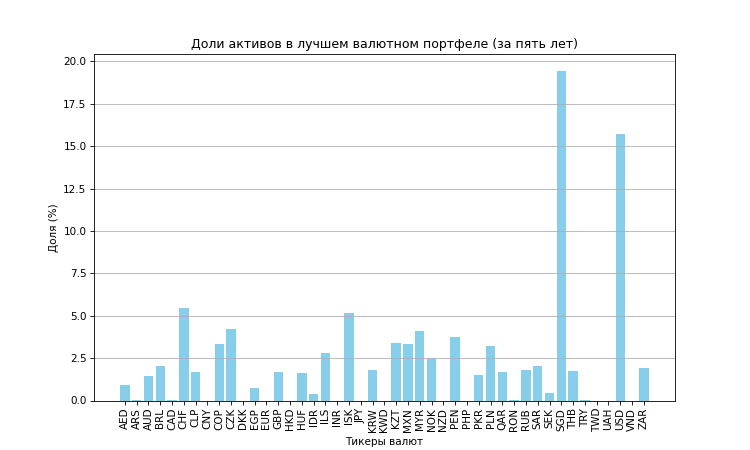 Доли активов в лучшем валютном портфеле (за пять лет)
20.0
17.5
15.0
12.5
10.0
7.5
5.0
2.5
0.0
Доля (%)
AED ARS AUD BRL CAD CHF CLP CNY COP CZK DKK EGP EUR GBP HKD HUF IDR ILS INR ISK JPY KRW KWD KZT MXN MYR NOK NZD PEN PHP PKR PLN QAR RON RUB SAR SEK SGD THB TRY TWD UAH USD VND ZAR
Тикеры валют